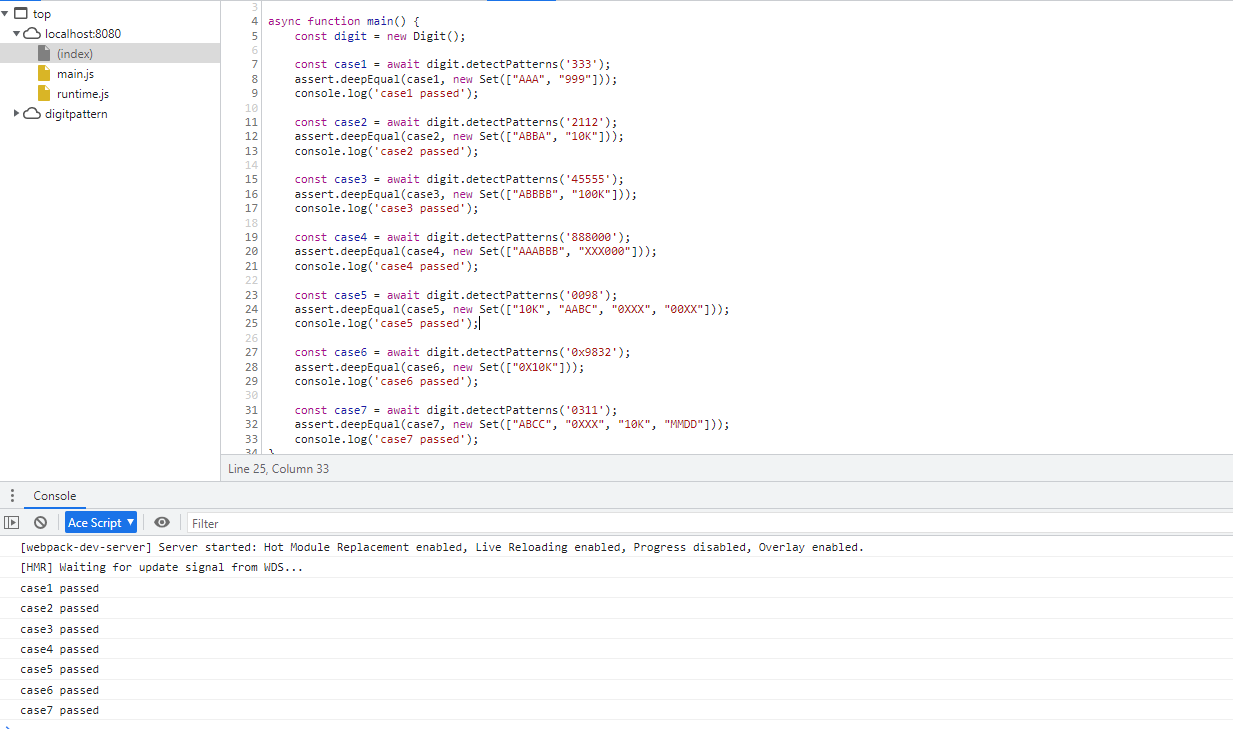 top
localhost:8080
(index)
main.js
runtime.js
digitpattern
3
4 async function main() {
5 const digit = new Digit();
6
7 const case1 = await digit.detectPatterns('333');
8 assert.deepEqual(case1, new Set(["AAA", "999"]));
9 console.log('case1 passed');
10
11 const case2 = await digit.detectPatterns('2112');
12 assert.deepEqual(case2, new Set(["ABBA", "10K"]));
13 console.log('case2 passed');
14
15 const case3 = await digit.detectPatterns('45555');
16 assert.deepEqual(case3, new Set(["ABBBB", "100K"]));
17 console.log('case3 passed');
18
19 const case4 = await digit.detectPatterns('888000');
20 assert.deepEqual(case4, new Set(["AAABBB", "XXX000"]));
21 console.log('case4 passed');
22
23 const case5 = await digit.detectPatterns('0098');
24 assert.deepEqual(case5, new Set(["10K", "AABC", "0XXX", "00XX"]));
25 console.log('case5 passed');
26
27 const case6 = await digit.detectPatterns('0x9832');
28 assert.deepEqual(case6, new Set(["0X10K"]));
29 console.log('case6 passed');
30
31 const case7 = await digit.detectPatterns('0311');
32 assert.deepEqual(case7, new Set(["ABCC", "0XXX", "10K", "MMDD"]));
33 console.log('case7 passed');
34 }
Line 25, Column 33
Console
Ace Script ▼ Filter
[webpack-dev-server] Server started: Hot Module Replacement enabled, Live Reloading enabled, Progress disabled, Overlay enabled.
[HMR] Waiting for update signal from WDS...
case1 passed
case2 passed
case3 passed
case4 passed
case5 passed
case6 passed
case7 passed